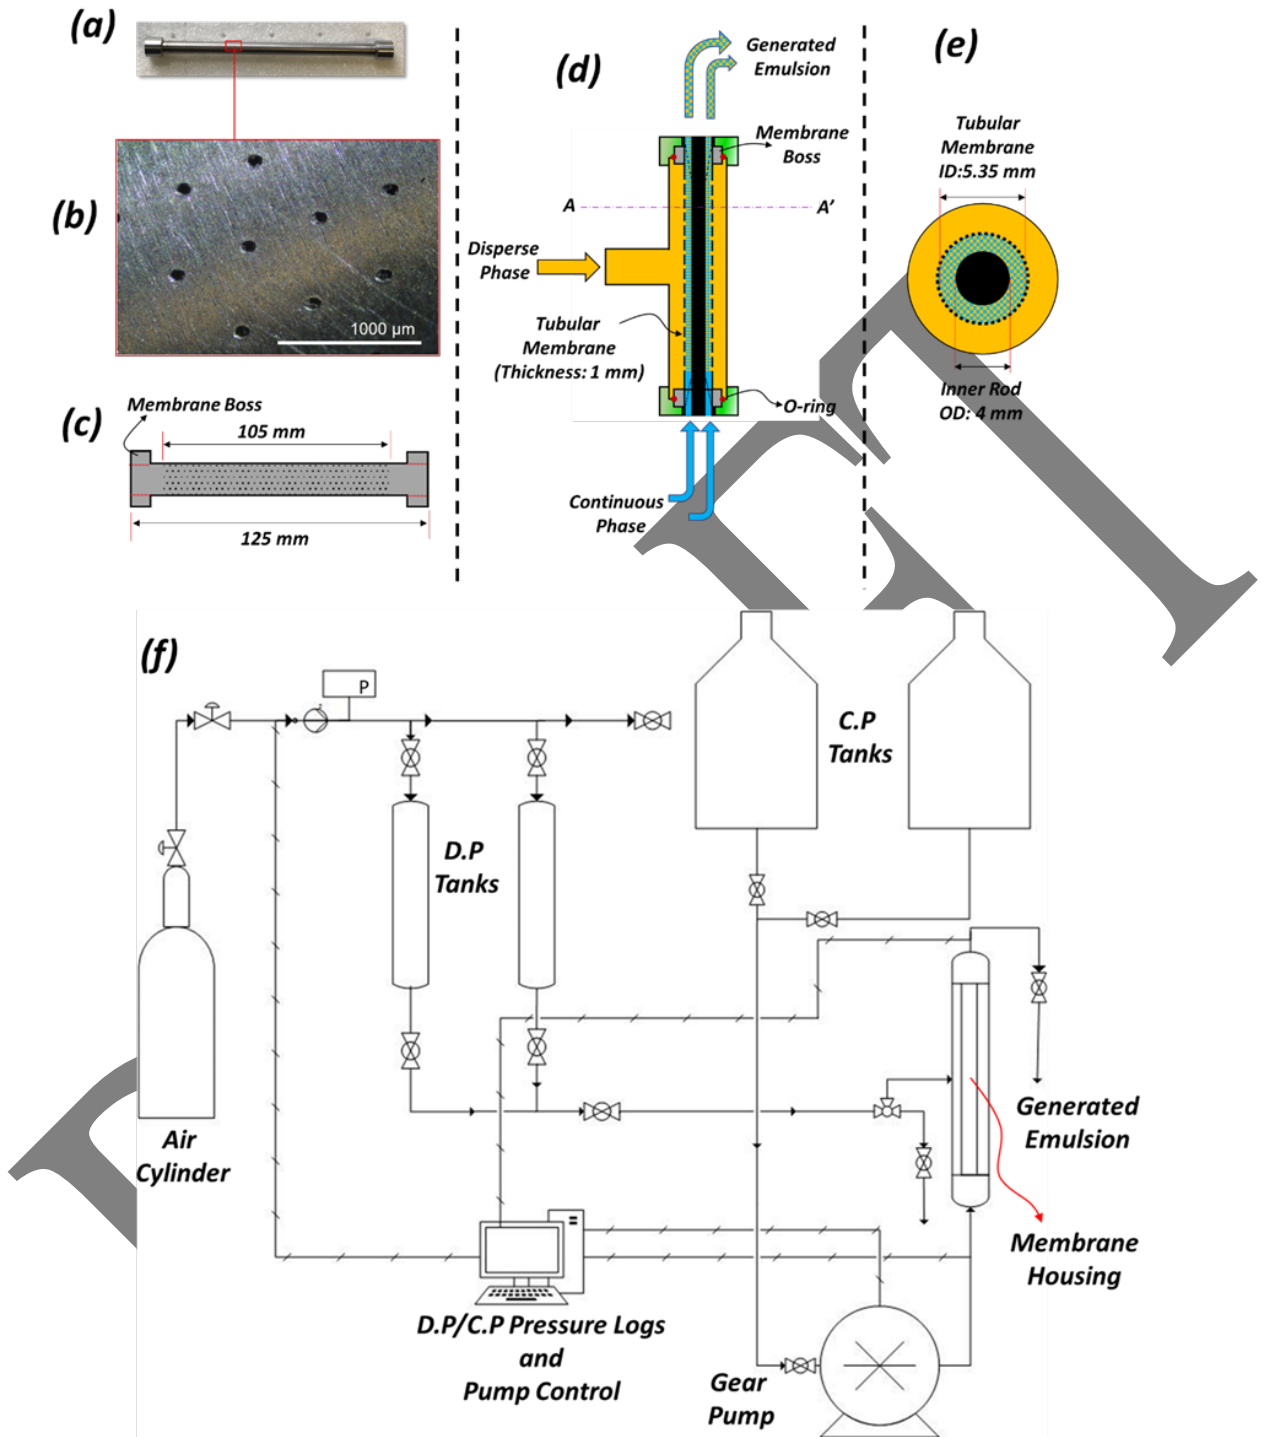 (a)
(b)
1000 μm
(c)
Membrane Boss
105 mm
125 mm
(d)
Generated
Emulsion
Membrane
Boss
A
A'
Disperse
Phase
Tubular
Membrane
(Thickness: 1 mm)
O-ring
Continuous
Phase
(e)
Tubular
Membrane
ID:5.35 mm
Inner Rod
OD: 4 mm
(f)
P
C.P
Tanks
D.P
Tanks
Air
Cylinder
Generated
Emulsion
Membrane
Housing
D.P/C.P Pressure Logs
and
Pump Control
Gear
Pump